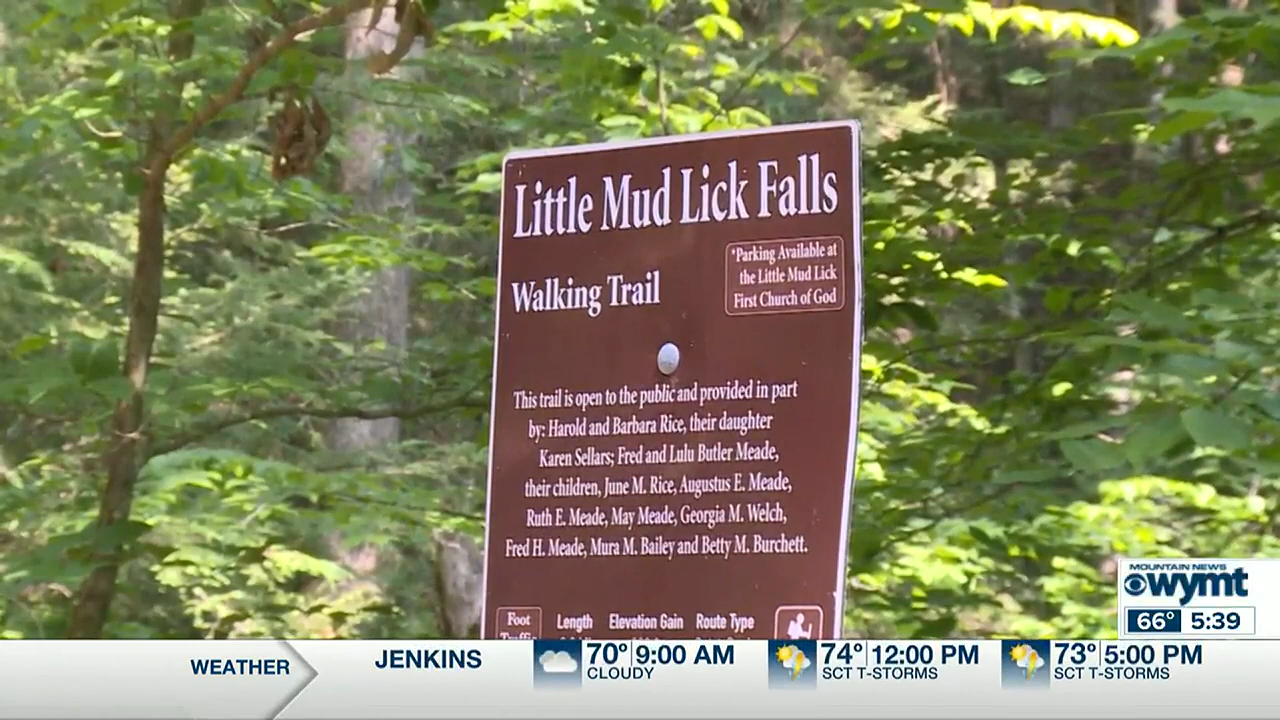 Little Mud Lick Falls
*Parking Available at
the Little Mud Lick
First Church of God
Walking Trail
This trail is open to the public and provided in part
by: Harold and Barbara Rice, their daughter
Karen Sellars; Fred and Lulu Butler Meade,
their children, June M. Rice, Augustus E. Meade,
Ruth E. Meade, May Meade, Georgia M. Welch,
Fred H. Meade, Mura M. Bailey and Betty M. Burchett.
Foot Length Elevation Gain Route Type
MOUNTAIN NEWS
wymt
66° 5:39
WEATHER
JENKINS
70° 9:00 AM
CLOUDY
74° 12:00 PM
SCT T-STORMS
73° 5:00 PM
SCT T-STORMS